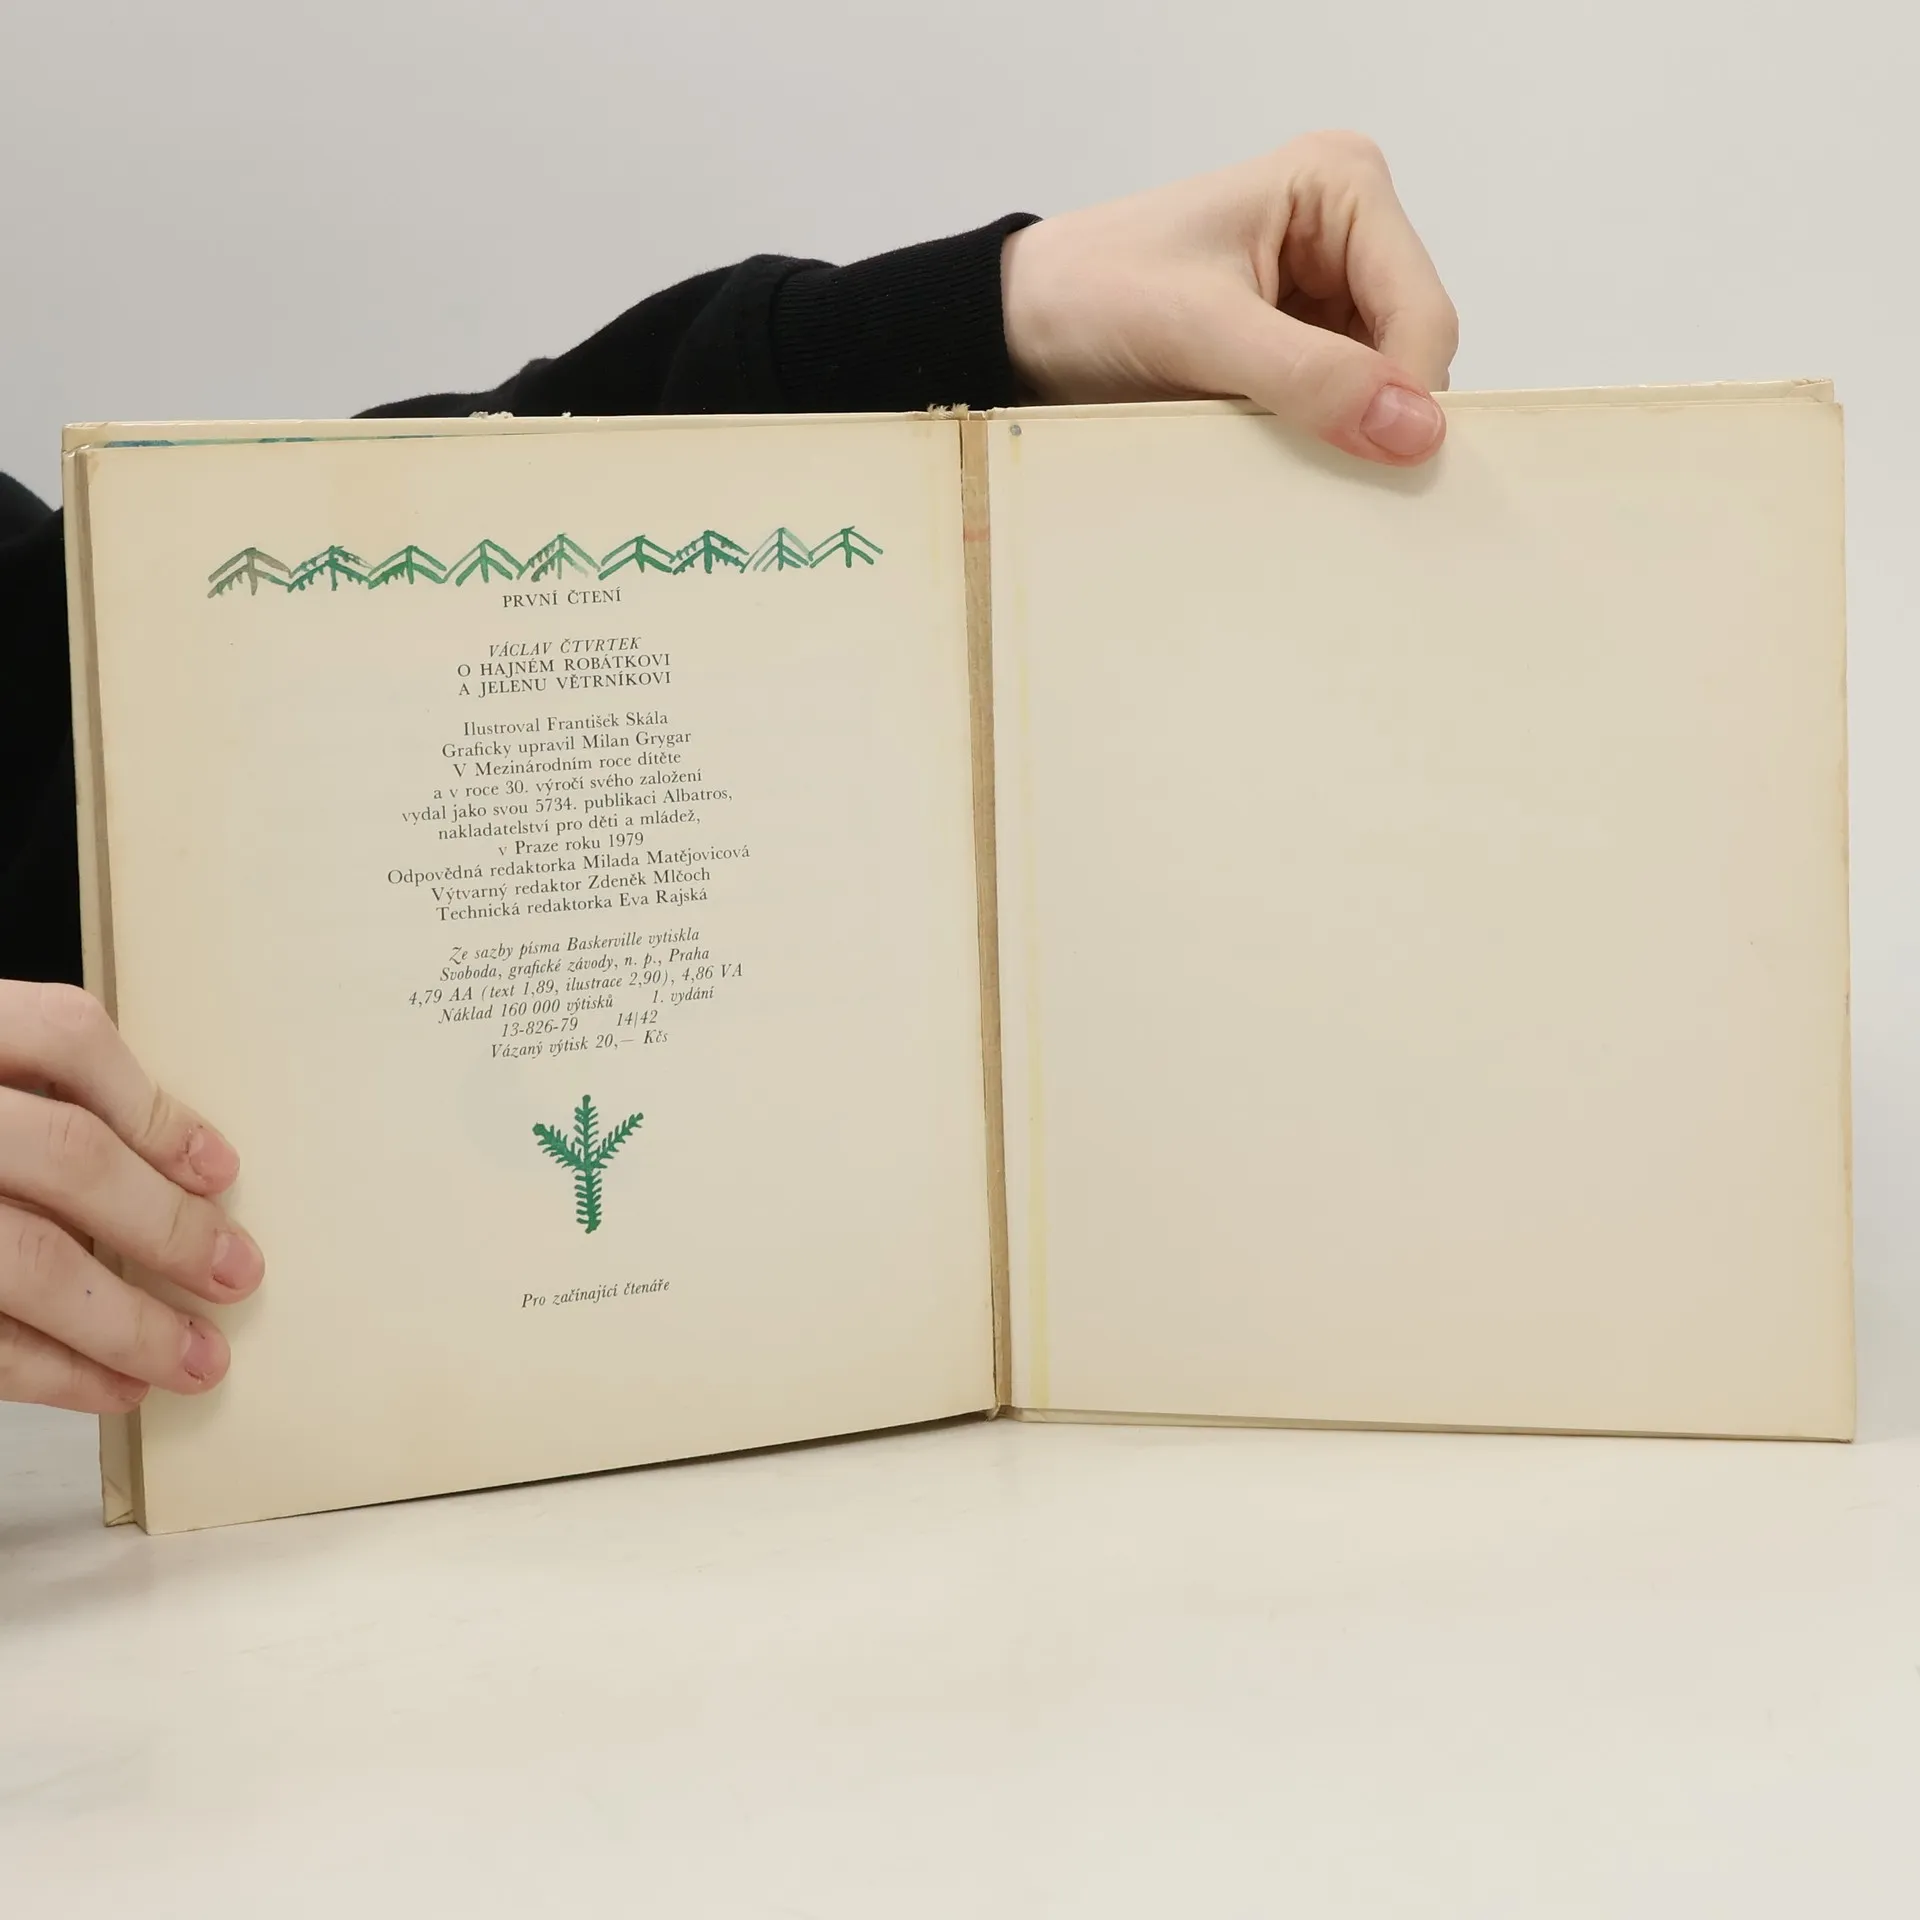 PRVNÍ ČTENÍ
VÁCLAV ČTVRTEK
O HAJNÉM ROBÁTKOVI
A JELENU VĚTRNÍKOVI
Ilustroval František Skála
Graficky upravil Milan Grygar
V Mezinárodním roce dítěte
a v roce 30. výročí svého založení
vydal jako svou 5734. publikaci Albatros,
nakladatelství pro děti a mládež,
v Praze roku 1979
Odpovědná redaktorka Milada Matějovicová
Výtvarný redaktor Zdeněk Mlčoch
Technická redaktorka Eva Rajská
Ze sazby písma Baskerville vytiskla
Svoboda, grafické závody, n. p., Praha
4,79 AA (text 1,89, ilustrace 2,90), 4,86 VA
Náklad 160 000 výtisků 1. vydání
13-826-79 14/42
Vázaný výtisk 20,— Kčs
Pro začínající čtenáře